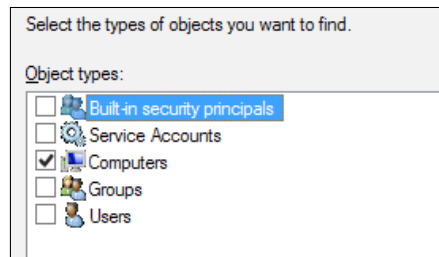 Select the types of objects you want to find.
Object types:
Built-in security principals
Service Accounts
Computers
Groups
Users